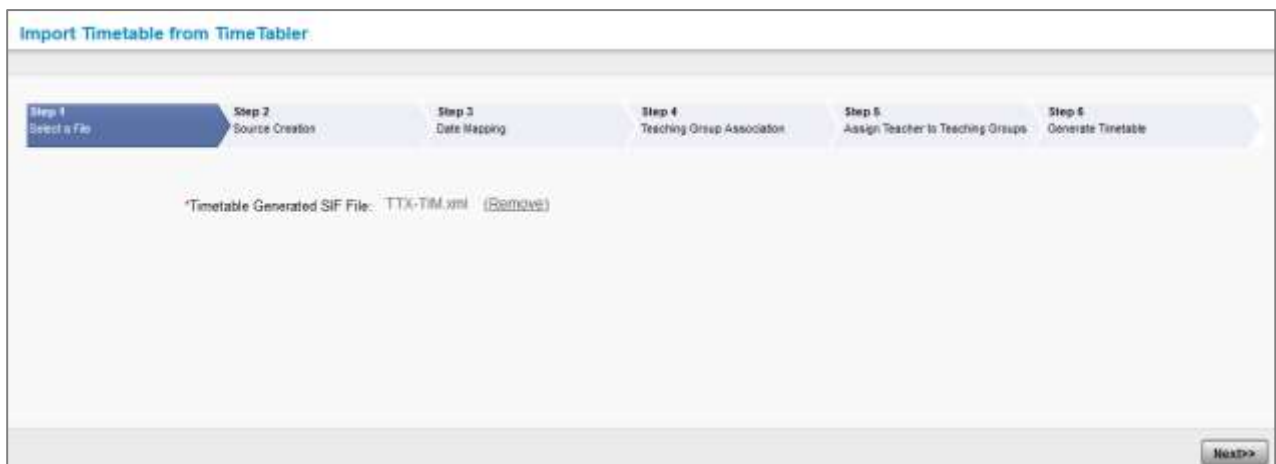 Import Timetable from TimeTabler
Step 1
Select a File
Step 2
Source Creation
Step 3
Date Mapping
Step 4
Teaching Group Association
Step 5
Assign Teacher to Teaching Groups
Step 6
Generate Timetable
*Timetable Generated SIF File: TTX-TIM.xml (Remove)
Next>>